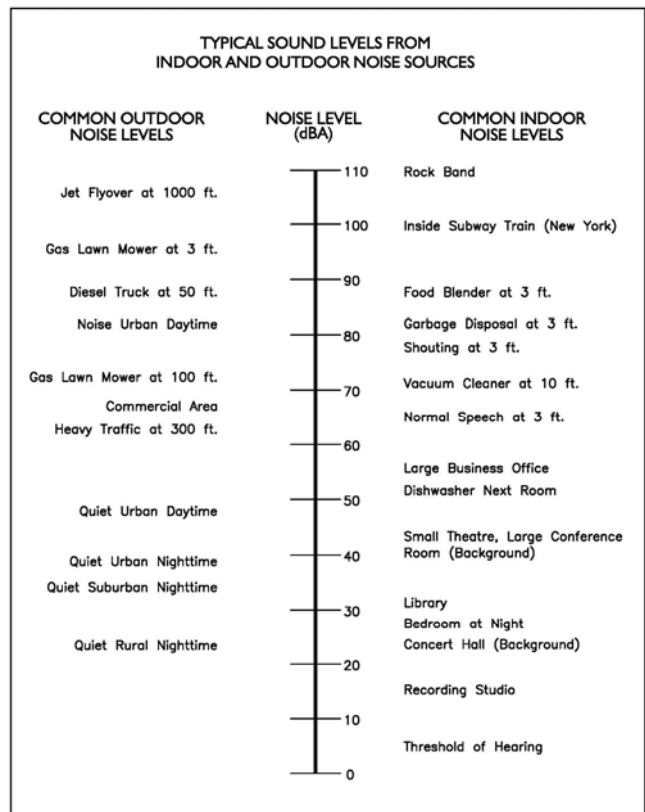 TYPICAL SOUND LEVELS FROM
INDOOR AND OUTDOOR NOISE SOURCES
COMMON OUTDOOR
NOISE LEVELS
NOISE LEVEL
(dBA)
COMMON INDOOR
NOISE LEVELS
110
Rock Band
Jet Flyover at 1000 ft.
100
Inside Subway Train (New York)
Gas Lawn Mower at 3 ft.
90
Diesel Truck at 50 ft.
Food Blender at 3 ft.
Noise Urban Daytime
Garbage Disposal at 3 ft.
80
Shouting at 3 ft.
Gas Lawn Mower at 100 ft.
Vacuum Cleaner at 10 ft.
70
Commercial Area
Normal Speech at 3 ft.
Heavy Traffic at 300 ft.
60
Large Business Office
Dishwasher Next Room
50
Quiet Urban Daytime
Small Theatre, Large Conference
Room (Background)
40
Quiet Urban Nighttime
Quiet Suburban Nighttime
Library
30
Bedroom at Night
Quiet Rural Nighttime
Concert Hall (Background)
20
Recording Studio
10
Threshold of Hearing
0